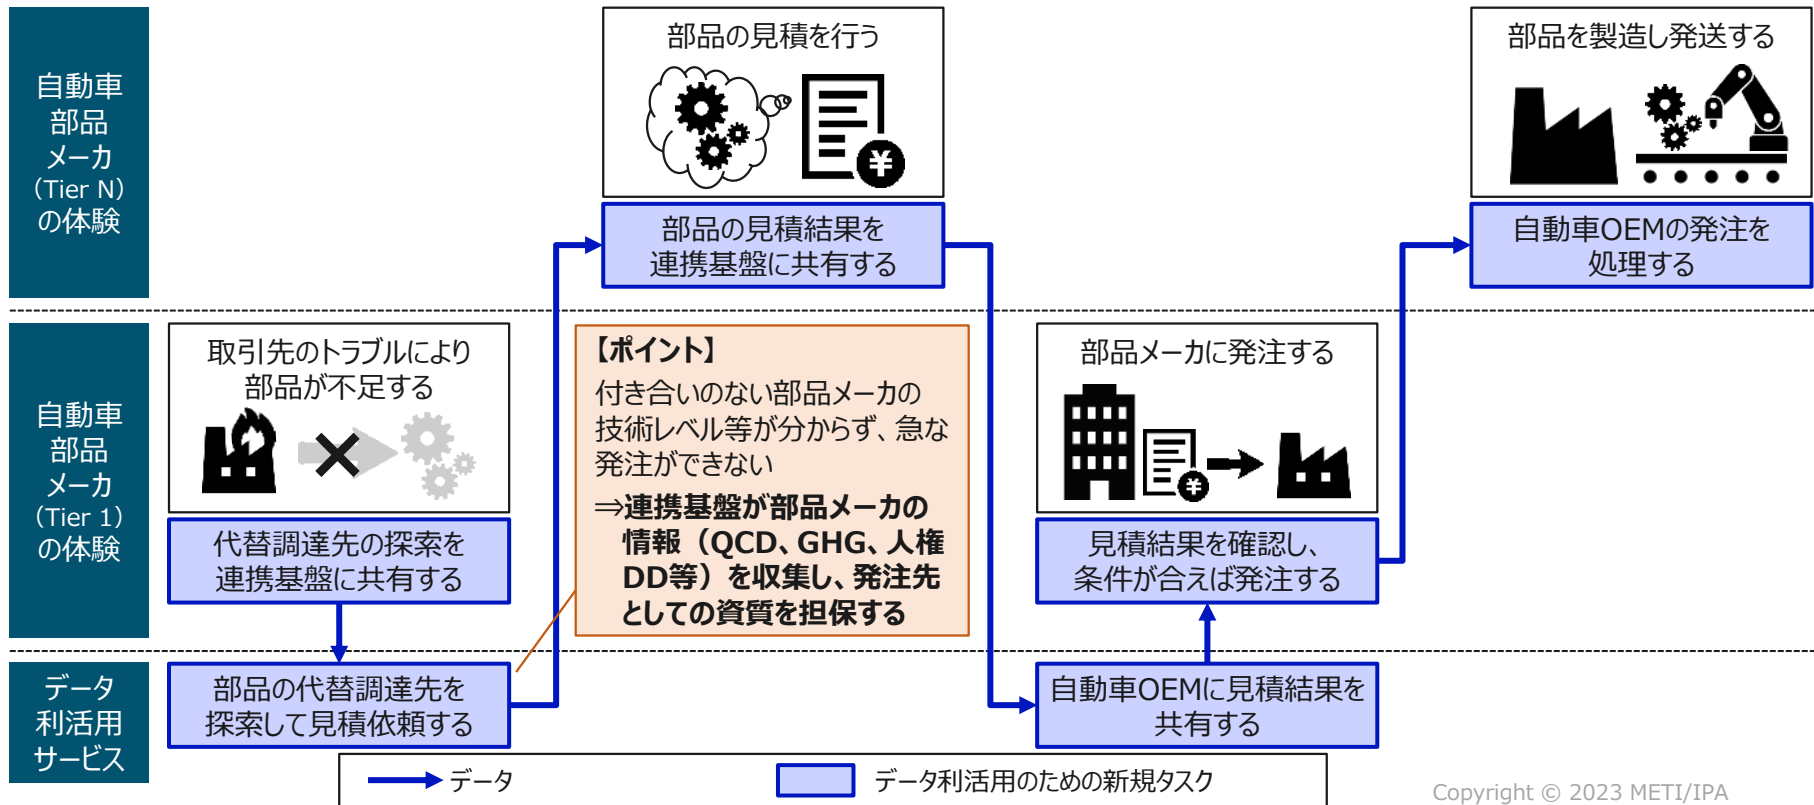 自動車
部品
メーカ
（Tier N）
の体験
部品の見積を行う
¥
部品の見積結果を
連携基盤に共有する
部品を製造し発送する
自動車OEMの発注を
処理する
自動車
部品
メーカ
（Tier 1）
の体験
取引先のトラブルにより
部品が不足する
代替調達先の探索を
連携基盤に共有する
【ポイント】
付き合いのない部品メーカの
技術レベル等が分からず、急な
発注ができない
⇒連携基盤が部品メーカの
情報（QCD、GHG、人権
DD等）を収集し、発注先
としての資質を担保する
部品メーカに発注する
¥
見積結果を確認し、
条件が合えば発注する
データ
利活用
サービス
部品の代替調達先を
探索して見積依頼する
自動車OEMに見積結果を
共有する
データ
データ利活用のための新規タスク
Copyright © 2023 METI/IPA